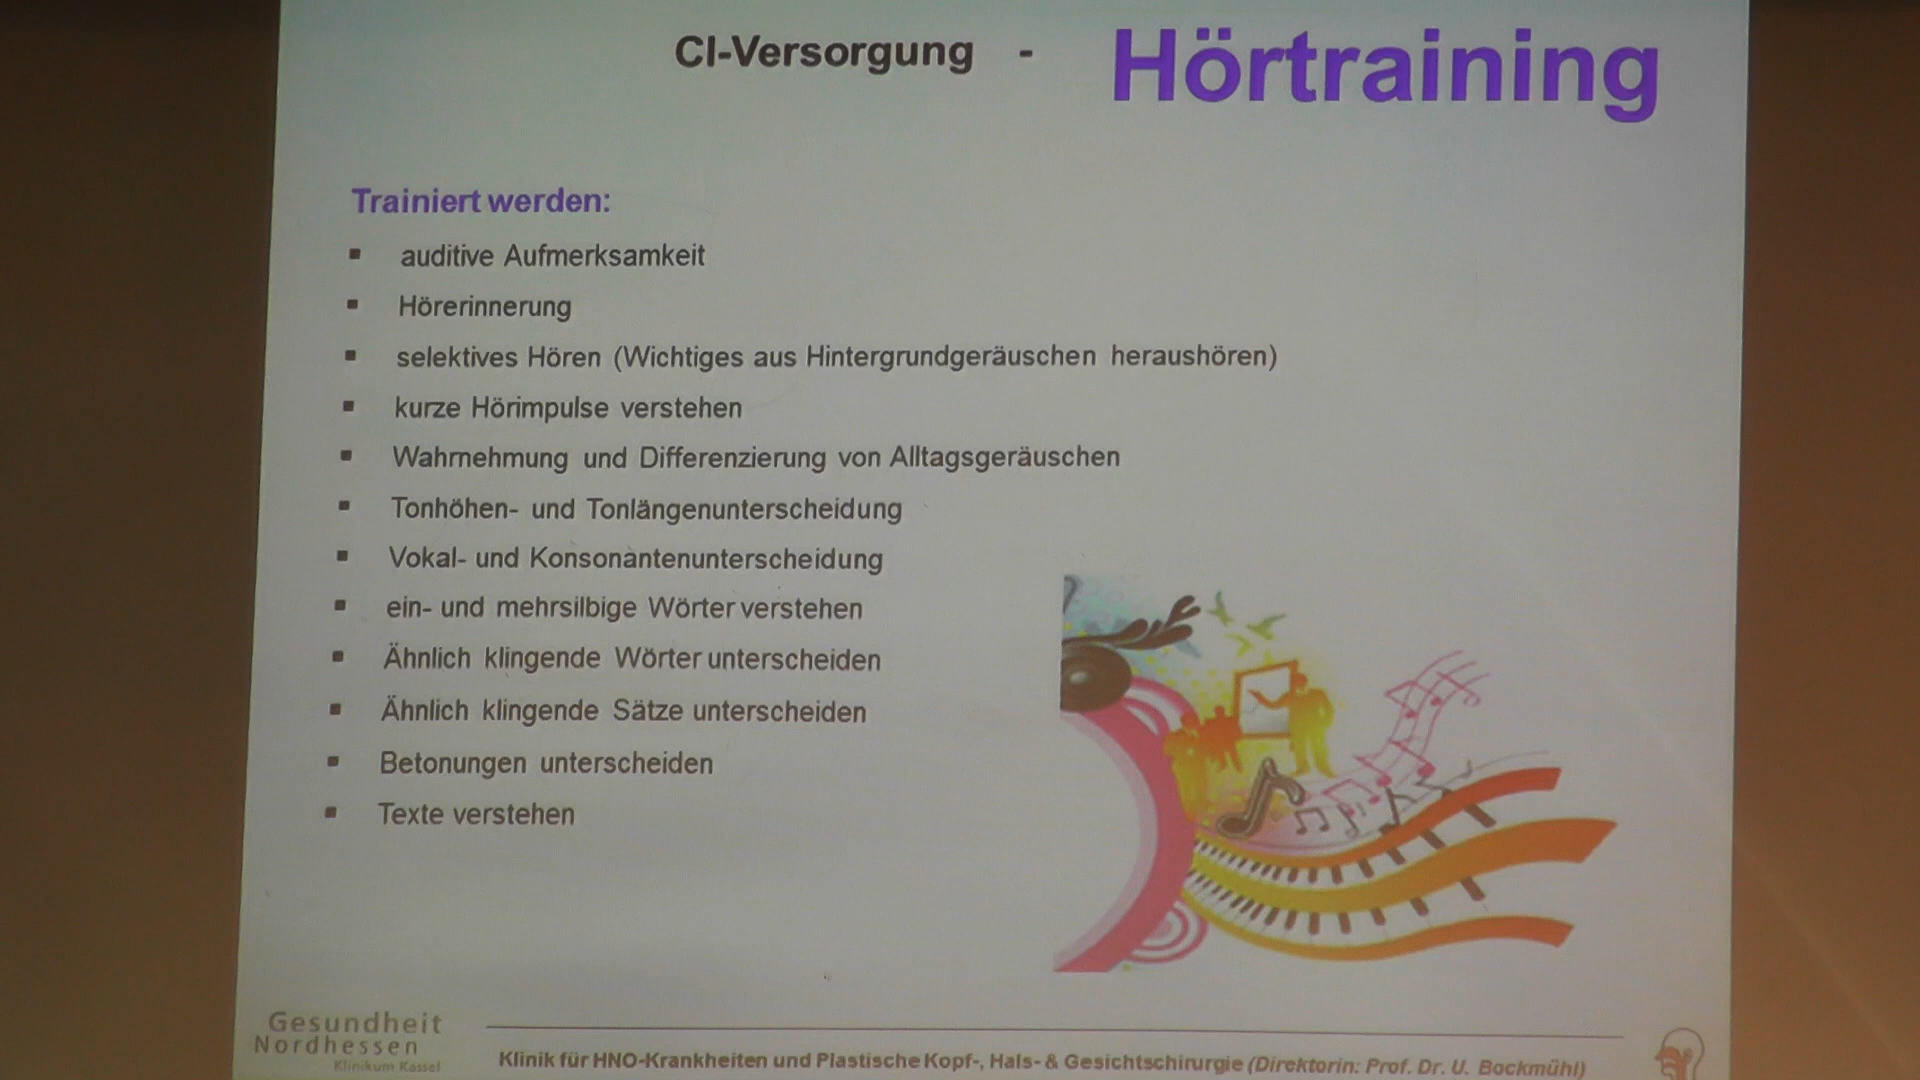 CI-Versorgung - Hörtraining
Trainiert werden:
▪ auditive Aufmerksamkeit
▪ Hörerinnerung
▪ selektives Hören (Wichtiges aus Hintergrundgeräuschen heraushören)
▪ kurze Hörimpulse verstehen
▪ Wahrnehmung und Differenzierung von Alltagsgeräuschen
▪ Tonhöhen- und Tonlängenunterscheidung
▪ Vokal- und Konsonantenunterscheidung
▪ ein- und mehrsilbige Wörter verstehen
▪ Ähnlich klingende Wörter unterscheiden
▪ Ähnlich klingende Sätze unterscheiden
▪ Betonungen unterscheiden
▪ Texte verstehen
Gesundheit
Nordhessen
Klinikum Kassel
Klinik für HNO-Krankheiten und Plastische Kopf-, Hals- & Gesichtschirurgie (Direktorin: Prof. Dr. U. Bockmühl)